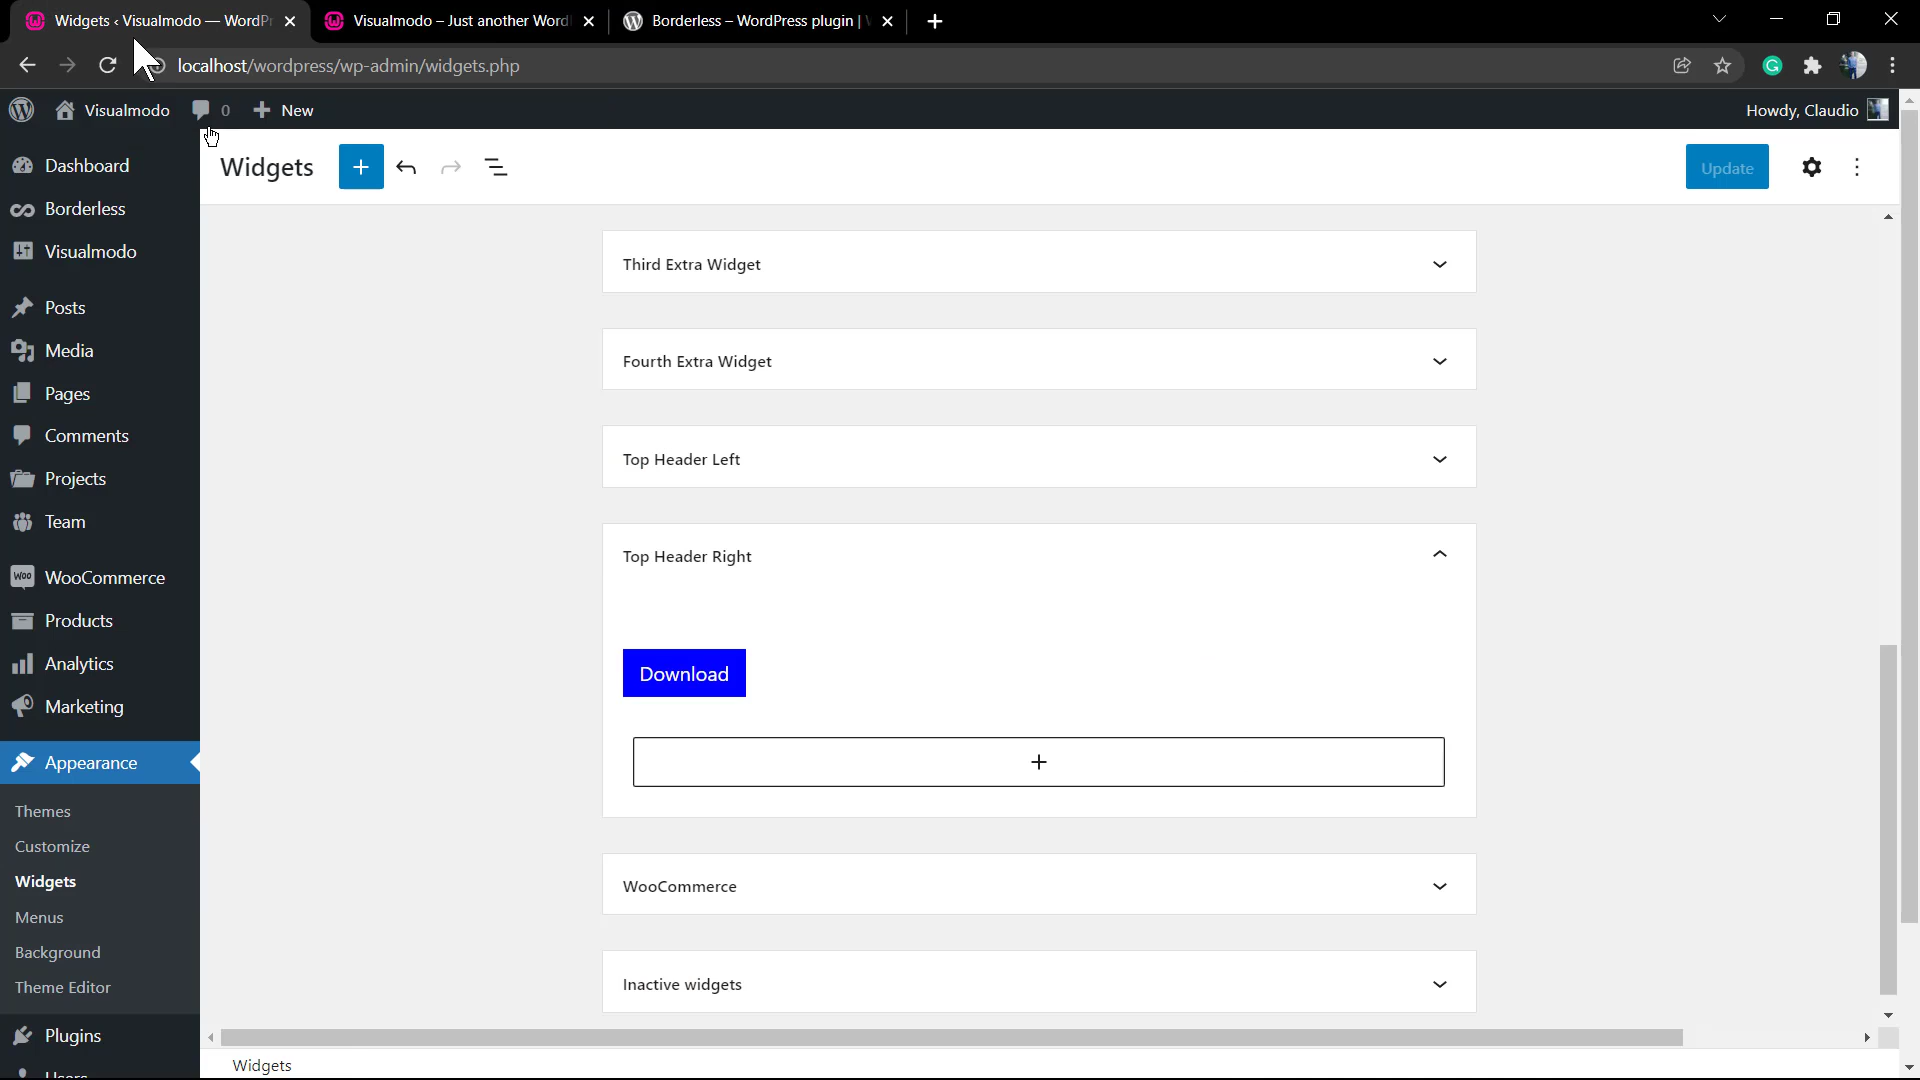 Widgets ‹ Visualmodo — WordPr
Visualmodo – Just another Word
Borderless – WordPress plugin |
localhost/wordpress/wp-admin/widgets.php
Visualmodo
0
New
Howdy, Claudio
Dashboard
Borderless
Visualmodo
Posts
Media
Pages
Comments
Projects
Team
Woo
WooCommerce
Products
Analytics
Marketing
Appearance
Themes
Customize
Widgets
Menus
Background
Theme Editor
Plugins
Users
Widgets
Update
Third Extra Widget
Fourth Extra Widget
Top Header Left
Top Header Right
Download
WooCommerce
Inactive widgets
Widgets